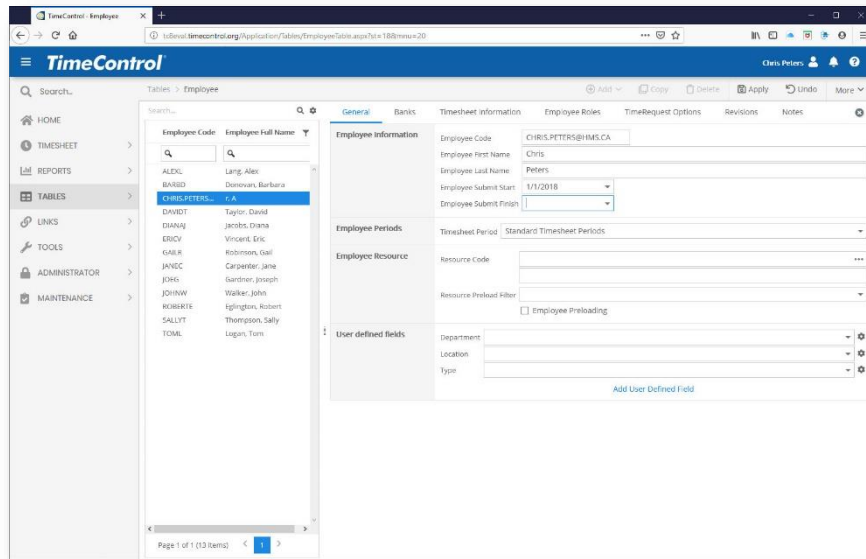 TimeControl - Employee
tc8eval.timecontrol.org/Application/Tables/EmployeeTable.aspx?st=18&mnu=20
TimeControl
Chris Peters
Search...
Tables > Employee
Add
Copy
Delete
Apply
Undo
More
HOME
TIMESHEET
REPORTS
TABLES
LINKS
TOOLS
ADMINISTRATOR
MAINTENANCE
Search...
Employee Code Employee Full Name
ALEXL Lang, Alex
BARBD Donovan, Barbara
CHRIS.PETERS... r, A
DAVIDT Taylor, David
DIANAJ Jacobs, Diana
ERICV Vincent, Eric
GAILR Robinson, Gail
JANEC Carpenter, Jane
JOEG Gardner, Joseph
JOHNW Walker, John
ROBERTE Eglington, Robert
SALLYT Thompson, Sally
TOML Logan, Tom
Page 1 of 1 (13 items) < 1 >
General Banks Timesheet Information Employee Roles TimeRequest Options Revisions Notes
Employee Information
Employee Code CHRIS.PETERS@HMS.CA
Employee First Name Chris
Employee Last Name Peters
Employee Submit Start 1/1/2018
Employee Submit Finish
Employee Periods
Timesheet Period Standard Timesheet Periods
Employee Resource
Resource Code
Resource Preload Filter
Employee Preloading
User defined fields
Department
Location
Type
Add User Defined Field